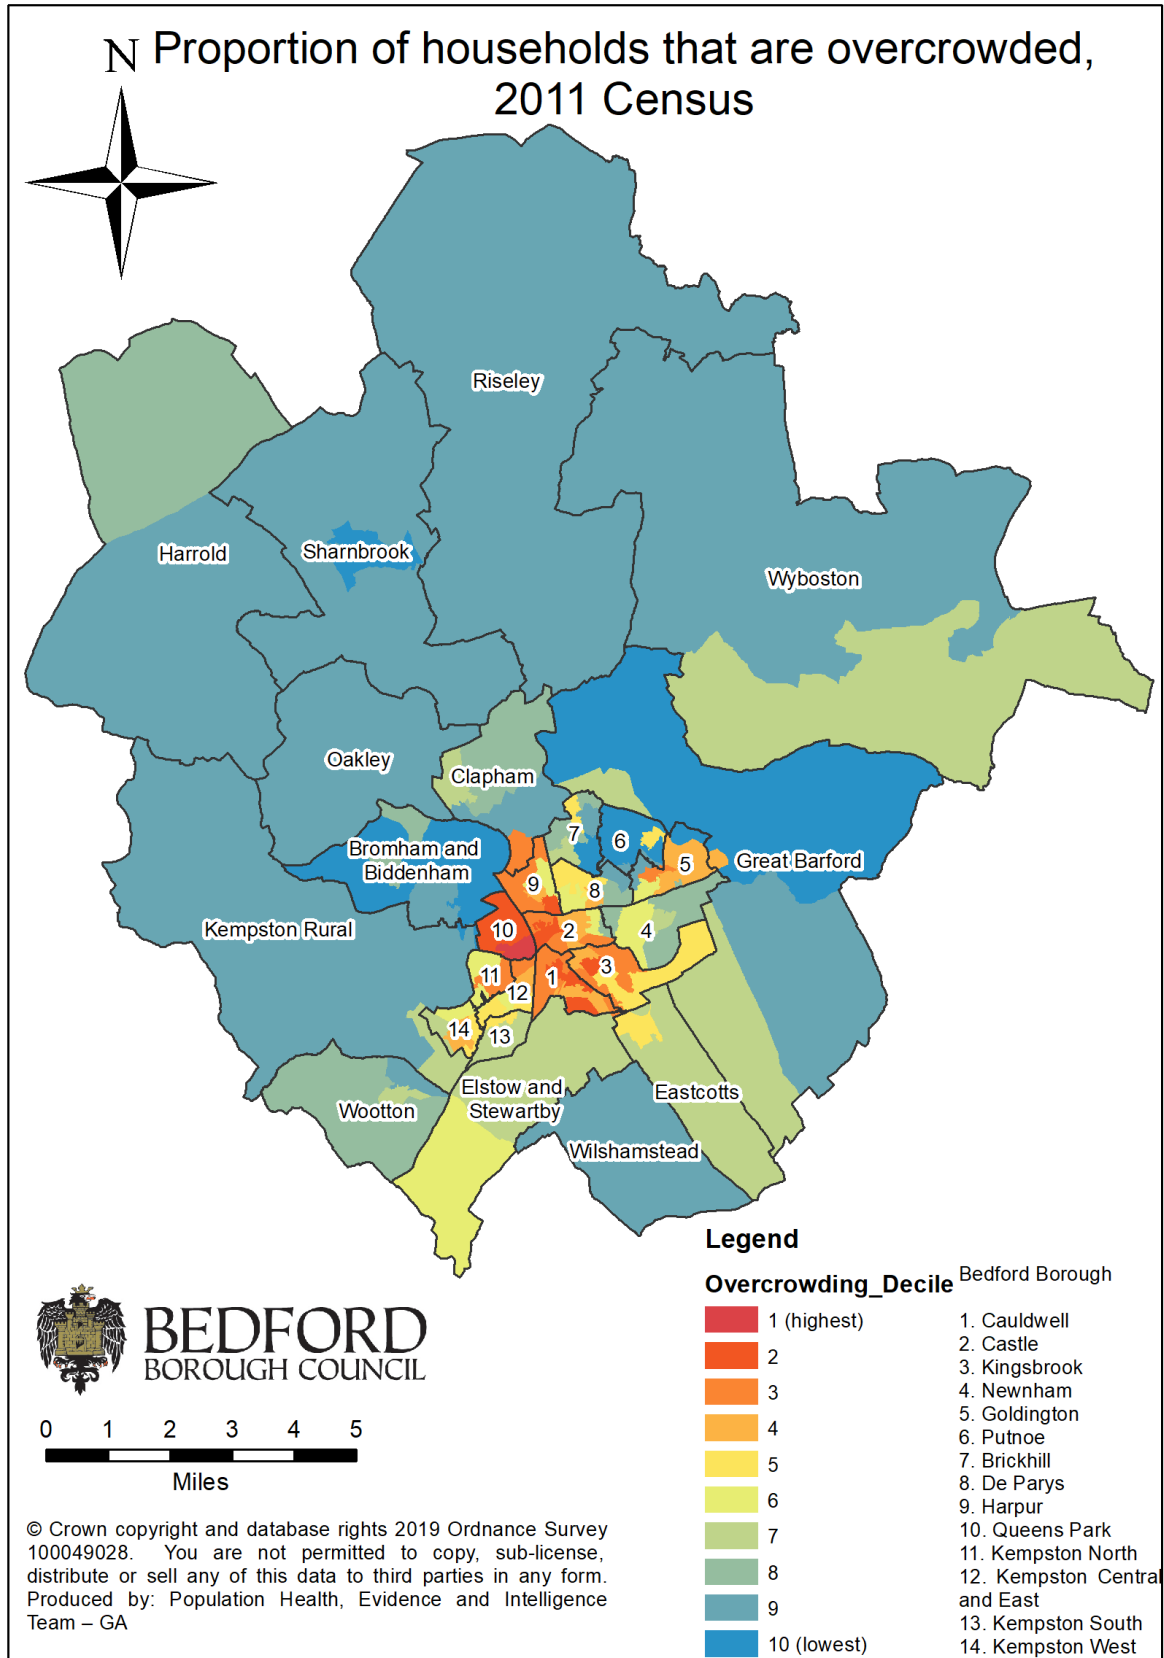 N
Proportion of households that are overcrowded,
2011 Census
Riseley
Harrold
Sharnbrook
Wyboston
Oakley
Clapham
Bromham and
Biddenham
Great Barford
Kempston Rural
7
6
5
9
8
10
2
4
11
1
3
12
14
13
Elstow and
Stewartby
Eastcotts
Wootton
Wilshamstead
Legend
Overcrowding_Decile
1 (highest)
2
3
4
5
6
7
8
9
10 (lowest)
Bedford Borough
1. Cauldwell
2. Castle
3. Kingsbrook
4. Newnham
5. Goldington
6. Putnoe
7. Brickhill
8. De Parys
9. Harpur
10. Queens Park
11. Kempston North
12. Kempston Central
and East
13. Kempston South
14. Kempston West
BEDFORD
BOROUGH COUNCIL
0 1 2 3 4 5
Miles
© Crown copyright and database rights 2019 Ordnance Survey
100049028. You are not permitted to copy, sub-license,
distribute or sell any of this data to third parties in any form.
Produced by: Population Health, Evidence and Intelligence
Team – GA